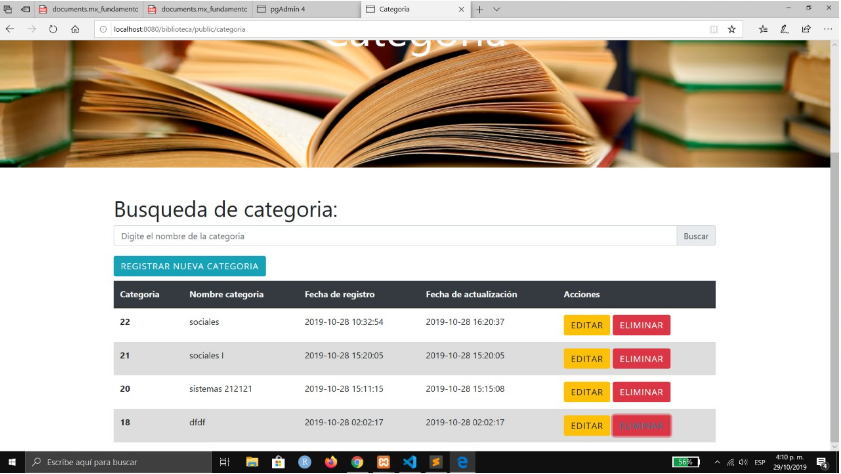 documents.mx_fundamento
documents.mx_fundamento
pgAdmin 4
Categoria
localhost:8080/biblioteca/public/categoria
Categoria
Busqueda de categoria:
Digite el nombre de la categoria
Buscar
REGISTRAR NUEVA CATEGORIA
Categoria Nombre categoria Fecha de registro Fecha de actualización Acciones
22 sociales 2019-10-28 10:32:54 2019-10-28 16:20:37 EDITAR ELIMINAR
21 sociales I 2019-10-28 15:20:05 2019-10-28 15:20:05 EDITAR ELIMINAR
20 sistemas 212121 2019-10-28 15:11:15 2019-10-28 15:15:08 EDITAR ELIMINAR
18 dfdf 2019-10-28 02:02:17 2019-10-28 02:02:17 EDITAR ELIMINAR
Escribe aquí para buscar
56%
ESP
4:10 p. m.
29/10/2019